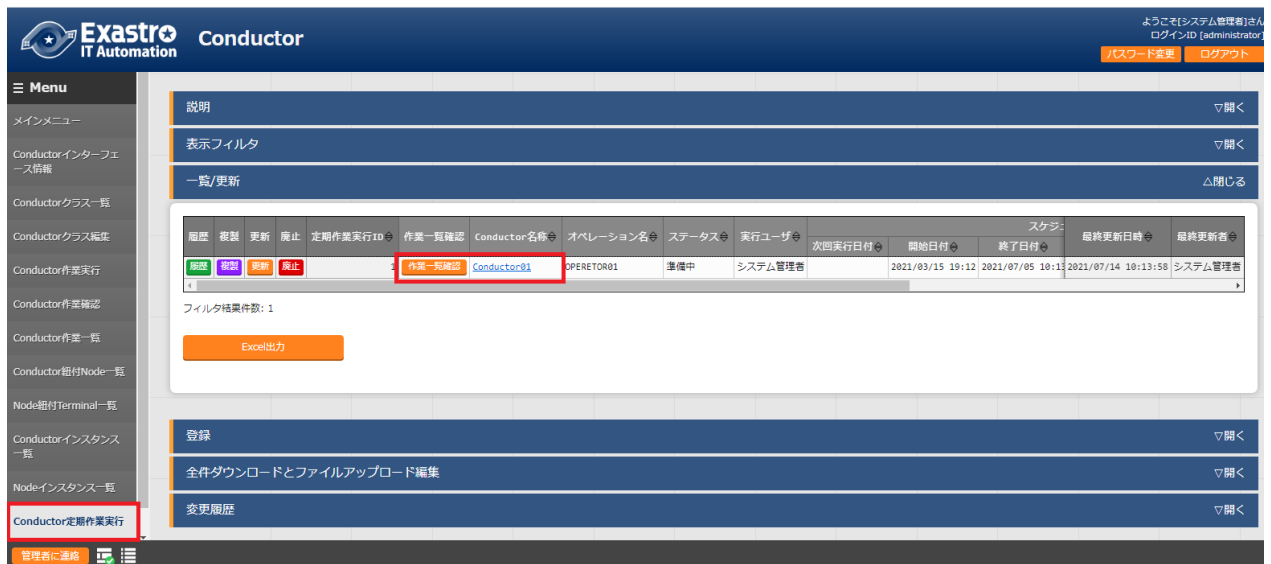 Exastro
IT Automation
Conductor
ようこそ[システム管理者]さん
ログインID [administrator]
パスワード変更 ログアウト
☰ Menu
メインメニュー
Conductorインターフェ
ース情報
Conductorクラス一覧
Conductorクラス編集
Conductor作業実行
Conductor作業確認
Conductor作業一覧
Conductor紐付Node一覧
Node紐付Terminal一覧
Conductorインスタンス
一覧
Nodeインスタンス一覧
Conductor定期作業実行
説明 ▽開く
表示フィルタ ▽開く
一覧/更新 △閉じる
スケジュ
履歴 複製 更新 廃止 定期作業実行ID 作業一覧確認 Conductor名称 オペレーション名 ステータス 実行ユーザ 次回実行日付 開始日付 終了日付 最終更新日時 最終更新者
履歴 複製 更新 廃止 1 作業一覧確認 Conductor01 OPERETOR01 準備中 システム管理者 2021/03/15 19:12 2021/07/05 10:13 2021/07/14 10:13:58 システム管理者
フィルタ結果件数: 1
Excel出力
登録 ▽開く
全件ダウンロードとファイルアップロード編集 ▽開く
変更履歴 ▽開く
管理者に連絡